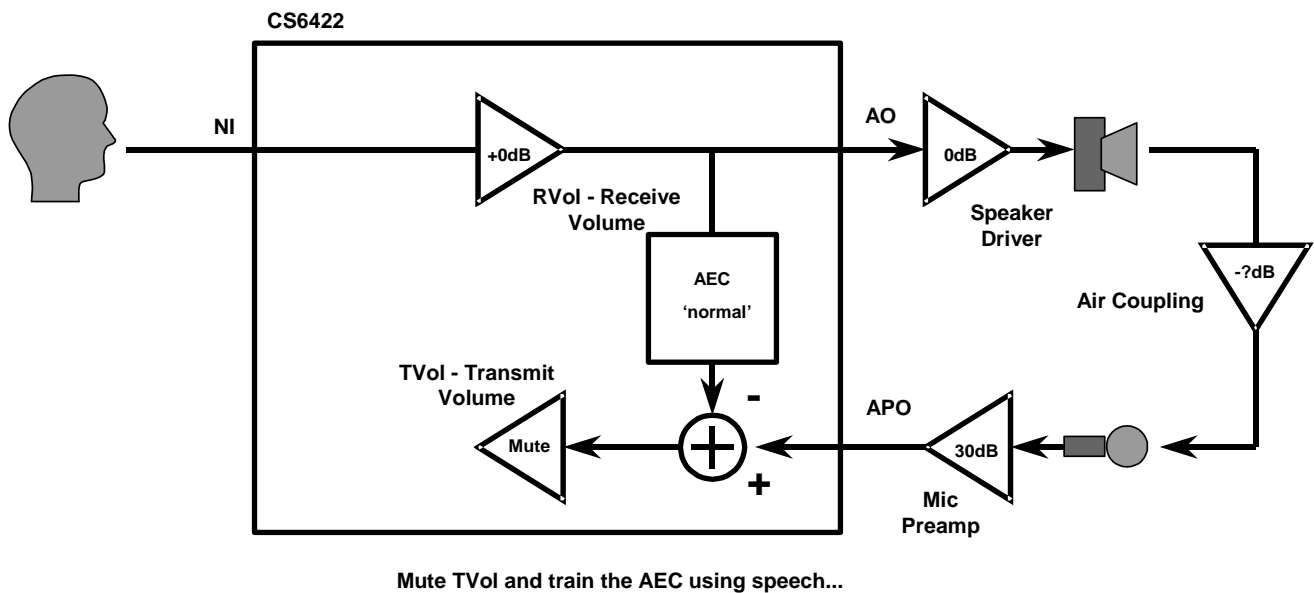 CS6422
NI
+0dB
AO
0dB
RVol - Receive
Volume
Speaker
Driver
-?dB
AEC
'normal'
Air Coupling
TVol - Transmit
Volume
-
APO
Mute
+
30dB
Mic
Preamp
Mute TVol and train the AEC using speech...